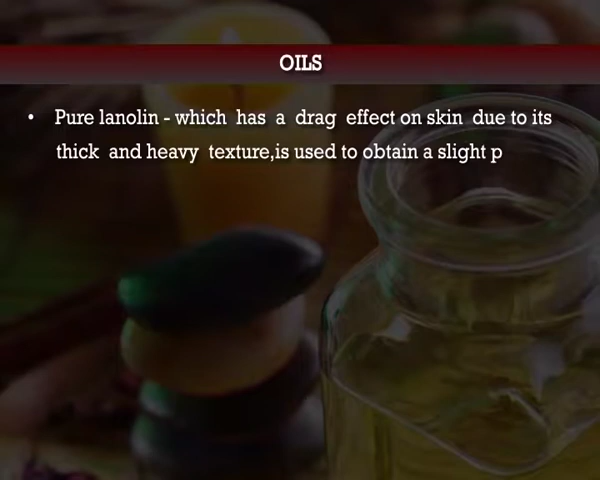 OILS
• Pure lanolin - which has a drag effect on skin due to its
thick and heavy texture,is used to obtain a slight p